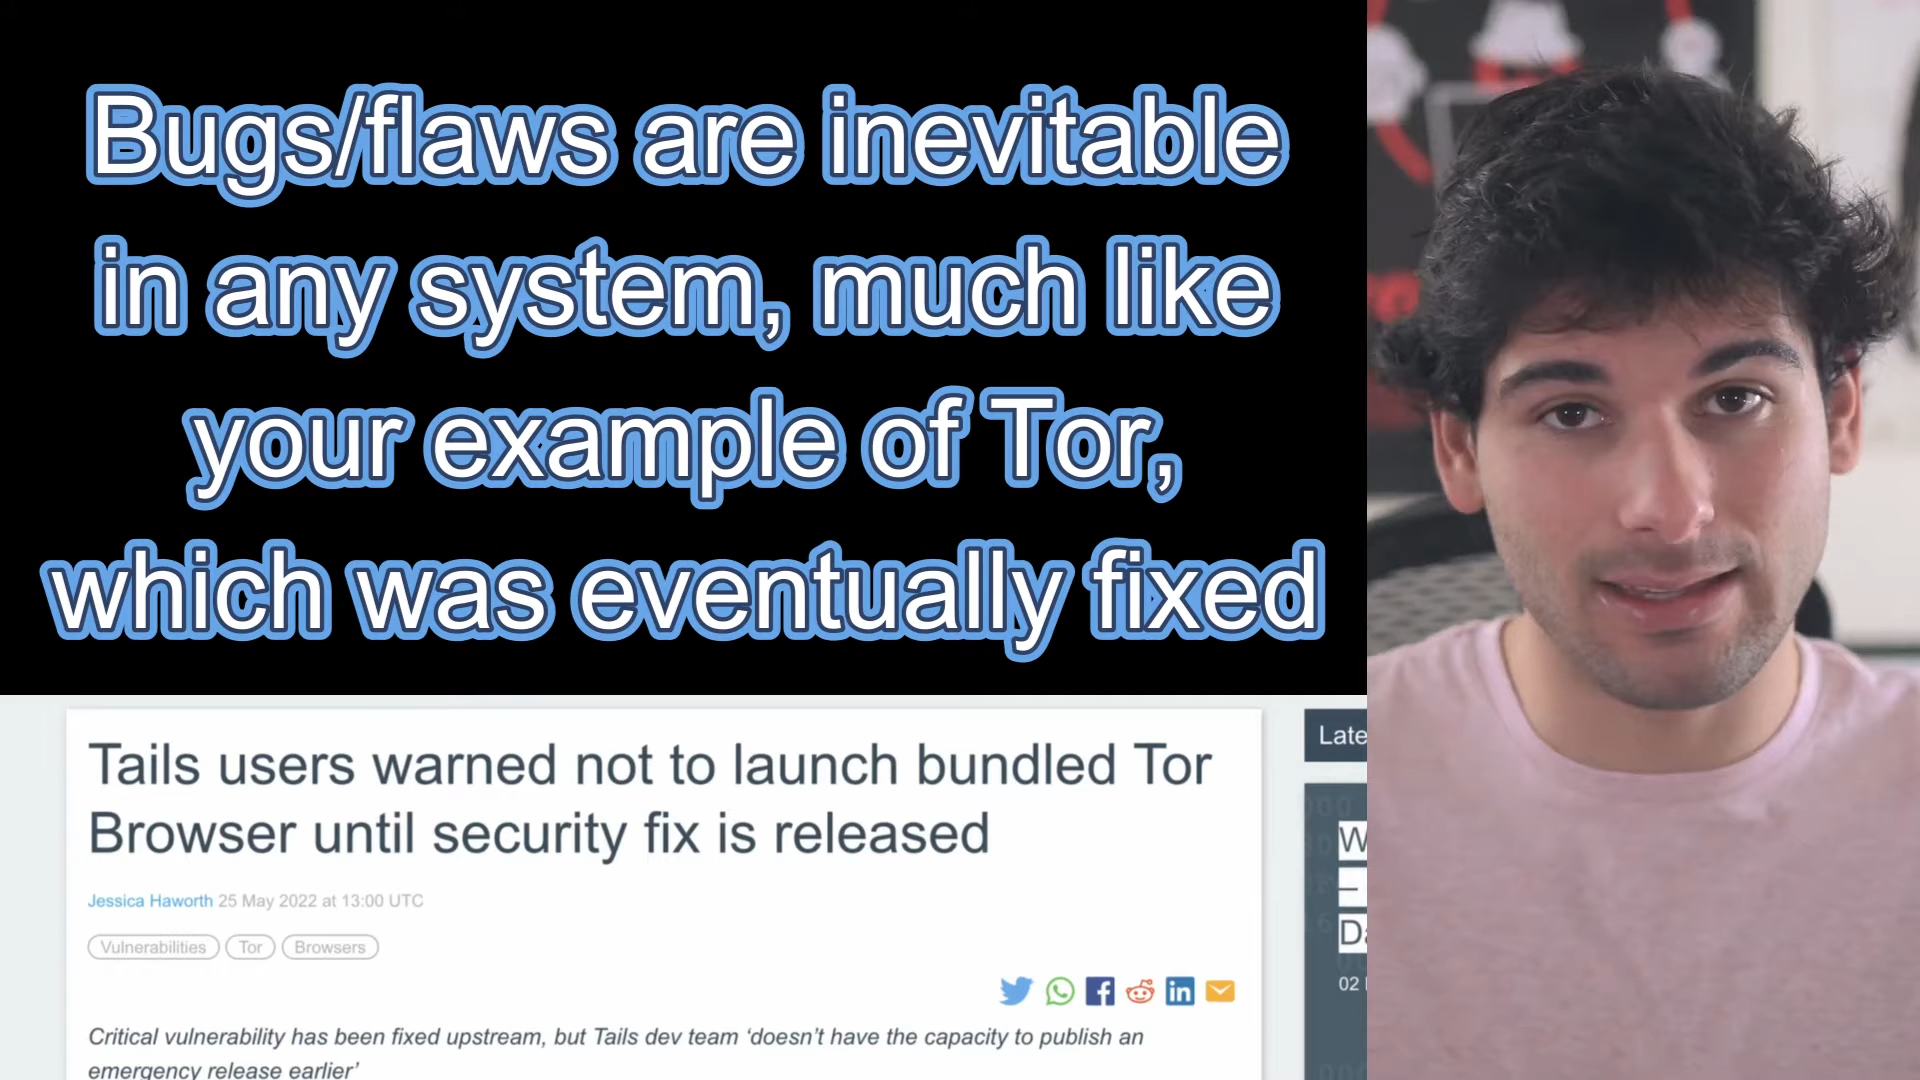 Bugs/flaws are inevitable
in any system, much like
your example of Tor,
which was eventually fixed
Tails users warned not to launch bundled Tor
Browser until security fix is released
Jessica Haworth 25 May 2022 at 13:00 UTC
Vulnerabilities Tor Browsers
Critical vulnerability has been fixed upstream, but Tails dev team ‘doesn’t have the capacity to publish an
emergency release earlier’
Late
W
–
Da
02